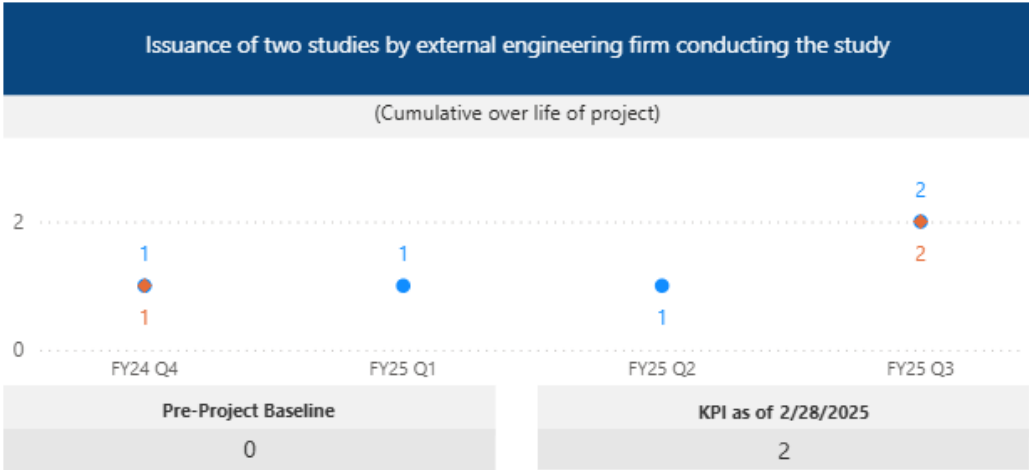 Issuance of two studies by external engineering firm conducting the study
(Cumulative over life of project)
2
2
2
1
1
1
1
0
FY24 Q4 FY25 Q1 FY25 Q2 FY25 Q3
Pre-Project Baseline KPI as of 2/28/2025
0 2